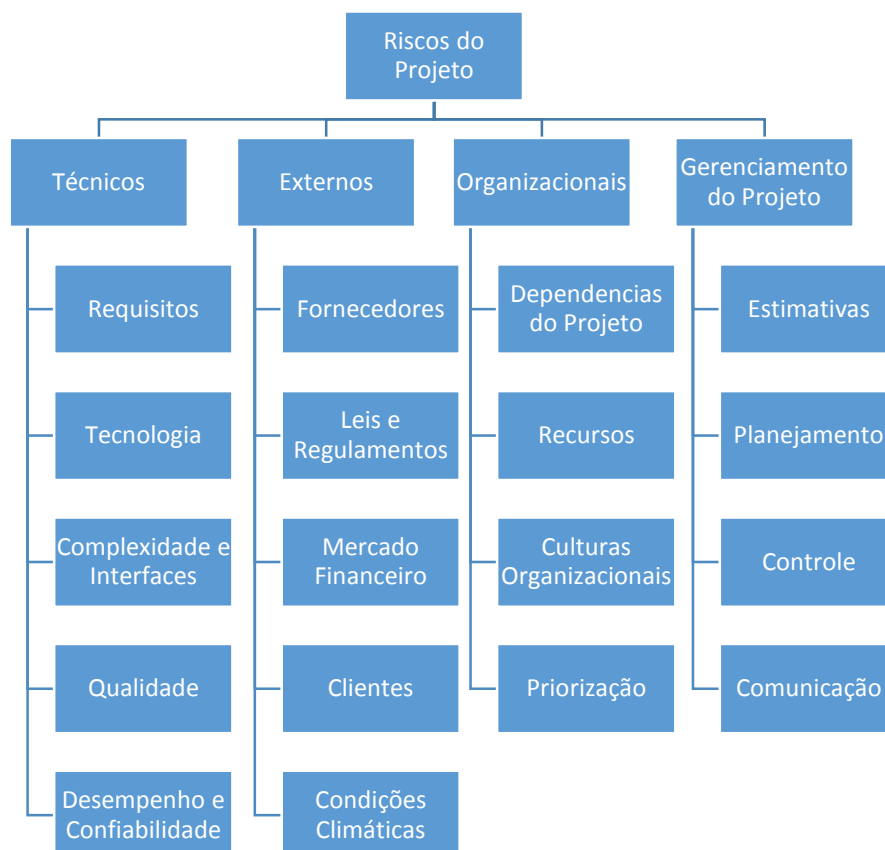 Riscos do
Projeto
Técnicos
Externos
Organizacionais
Gerenciamento
do Projeto
Requisitos
Fornecedores
Dependencias
do Projeto
Estimativas
Tecnologia
Leis e
Regulamentos
Recursos
Planejamento
Complexidade e
Interfaces
Mercado
Financeiro
Culturas
Organizacionais
Controle
Qualidade
Clientes
Priorização
Comunicação
Desempenho e
Confiabilidade
Condições
Climáticas